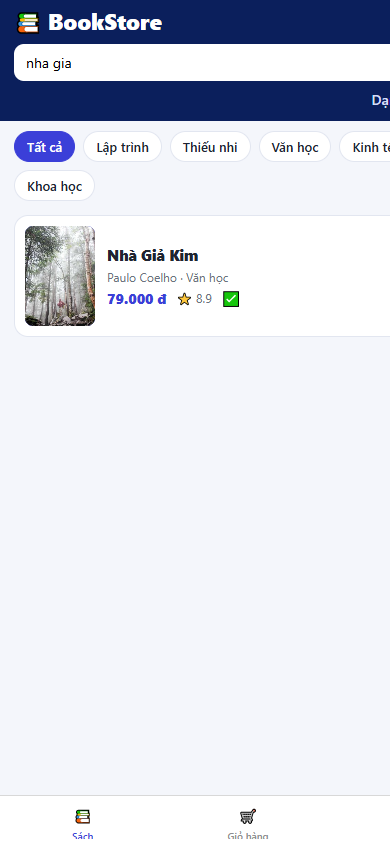 BookStore
nha gia
Dạ
Tất cả
Lập trình
Thiếu nhi
Văn học
Kinh tế
Khoa học
Nhà Giả Kim
Paulo Coelho · Văn học
79.000 đ
8.9
Sách
Giỏ hàng